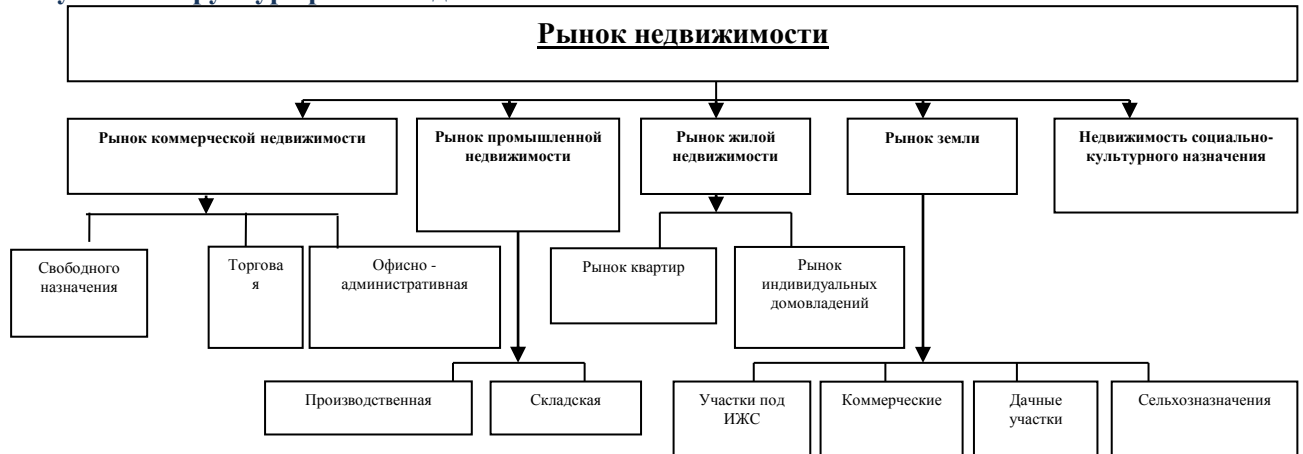 Рынок недвижимости
Рынок коммерческой недвижимости
Рынок промышленной
недвижимости
Рынок жилой
недвижимости
Рынок земли
Недвижимость социально-
культурного назначения
Свободного
назначения
Торгова
я
Офисно -
административная
Рынок квартир
Рынок
индивидуальных
домовладений
Производственная
Складская
Участки под
ИЖС
Коммерческие
Дачные
участки
Сельхозназначения